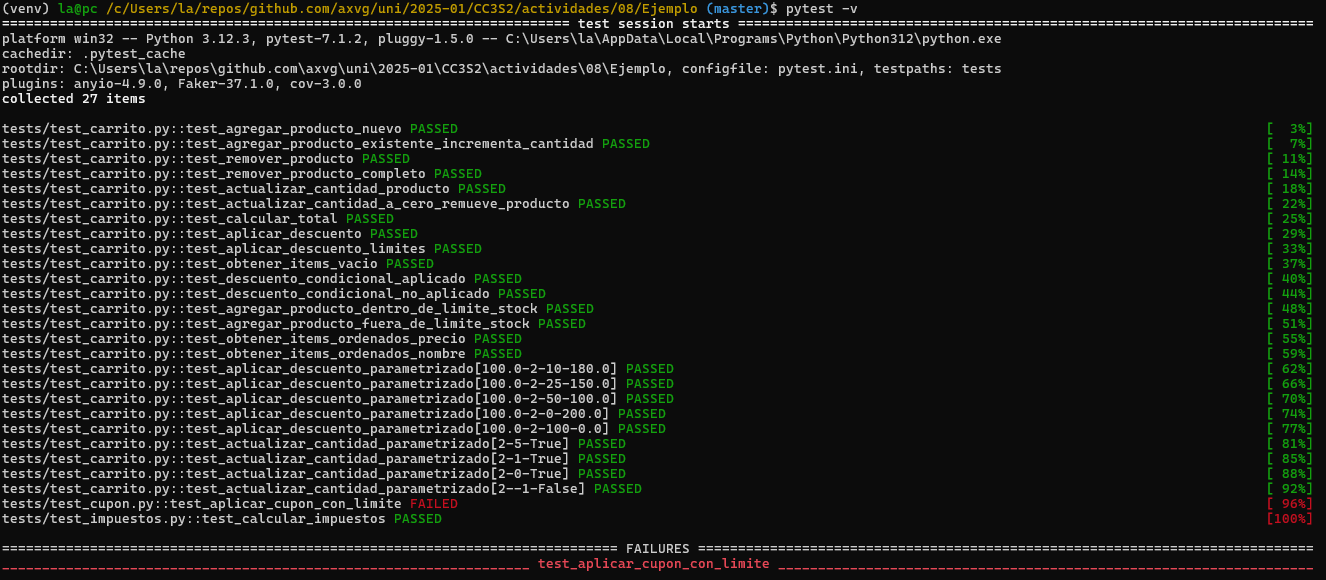 (venv) la@pc /c/Users/la/repos/github.com/axvg/uni/2025-01/CC3S2/actividades/08/Ejemplo (master)$ pytest -v
======================================================================= test session starts ========================================================================
platform win32 -- Python 3.12.3, pytest-7.1.2, pluggy-1.5.0 -- C:\Users\la\AppData\Local\Programs\Python\Python312\python.exe
cachedir: .pytest_cache
rootdir: C:\Users\la\repos\github.com\axvg\uni\2025-01\CC3S2\actividades\08\Ejemplo, configfile: pytest.ini, testpaths: tests
plugins: anyio-4.9.0, Faker-37.1.0, cov-3.0.0
collected 27 items
tests/test_carrito.py::test_agregar_producto_nuevo PASSED [  3%]
tests/test_carrito.py::test_agregar_producto_existente_incrementa_cantidad PASSED [  7%]
tests/test_carrito.py::test_remover_producto PASSED [ 11%]
tests/test_carrito.py::test_remover_producto_completo PASSED [ 14%]
tests/test_carrito.py::test_actualizar_cantidad_producto PASSED [ 18%]
tests/test_carrito.py::test_actualizar_cantidad_a_cero_remueve_producto PASSED [ 22%]
tests/test_carrito.py::test_calcular_total PASSED [ 25%]
tests/test_carrito.py::test_aplicar_descuento PASSED [ 29%]
tests/test_carrito.py::test_aplicar_descuento_limites PASSED [ 33%]
tests/test_carrito.py::test_obtener_items_vacio PASSED [ 37%]
tests/test_carrito.py::test_descuento_condicional_aplicado PASSED [ 40%]
tests/test_carrito.py::test_descuento_condicional_no_aplicado PASSED [ 44%]
tests/test_carrito.py::test_agregar_producto_dentro_de_limite_stock PASSED [ 48%]
tests/test_carrito.py::test_agregar_producto_fuera_de_limite_stock PASSED [ 51%]
tests/test_carrito.py::test_obtener_items_ordenados_precio PASSED [ 55%]
tests/test_carrito.py::test_obtener_items_ordenados_nombre PASSED [ 59%]
tests/test_carrito.py::test_aplicar_descuento_parametrizado[100.0-2-10-180.0] PASSED [ 62%]
tests/test_carrito.py::test_aplicar_descuento_parametrizado[100.0-2-25-150.0] PASSED [ 66%]
tests/test_carrito.py::test_aplicar_descuento_parametrizado[100.0-2-50-100.0] PASSED [ 70%]
tests/test_carrito.py::test_aplicar_descuento_parametrizado[100.0-2-0-200.0] PASSED [ 74%]
tests/test_carrito.py::test_aplicar_descuento_parametrizado[100.0-2-100-0.0] PASSED [ 77%]
tests/test_carrito.py::test_actualizar_cantidad_parametrizado[2-5-True] PASSED [ 81%]
tests/test_carrito.py::test_actualizar_cantidad_parametrizado[2-1-True] PASSED [ 85%]
tests/test_carrito.py::test_actualizar_cantidad_parametrizado[2-0-True] PASSED [ 88%]
tests/test_carrito.py::test_actualizar_cantidad_parametrizado[2--1-False] PASSED [ 92%]
tests/test_cupon.py::test_aplicar_cupon_con_limite FAILED [ 96%]
tests/test_impuestos.py::test_calcular_impuestos PASSED [100%]
============================================================================= FAILURES =============================================================================
__________________________________________________________________ test_aplicar_cupon_con_limite ___________________________________________________________________